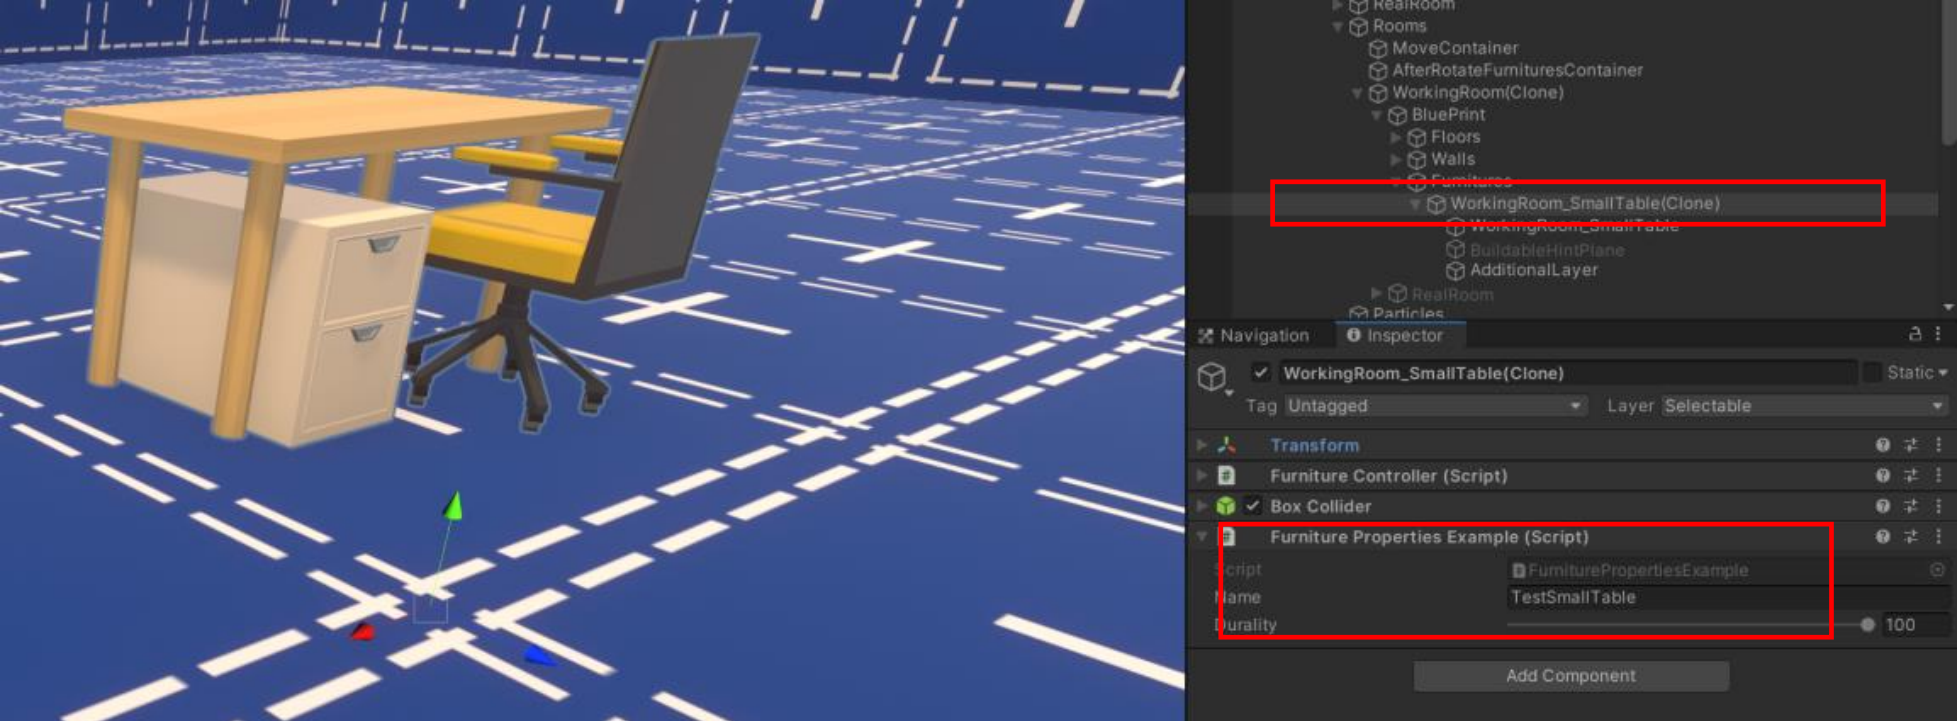 RealRoom
Rooms
MoveContainer
AfterRotateFurnituresContainer
WorkingRoom(Clone)
BluePrint
Floors
Walls
Furnitures
WorkingRoom_SmallTable(Clone)
WorkingRoom_SmallTable
BuildableHintPlane
AdditionalLayer
RealRoom
Particles
Navigation Inspector
WorkingRoom_SmallTable(Clone) Static
Tag Untagged Layer Selectable
Transform
Furniture Controller (Script)
Box Collider
Furniture Properties Example (Script)
Script FurniturePropertiesExample
Name TestSmallTable
Durality 100
Add Component